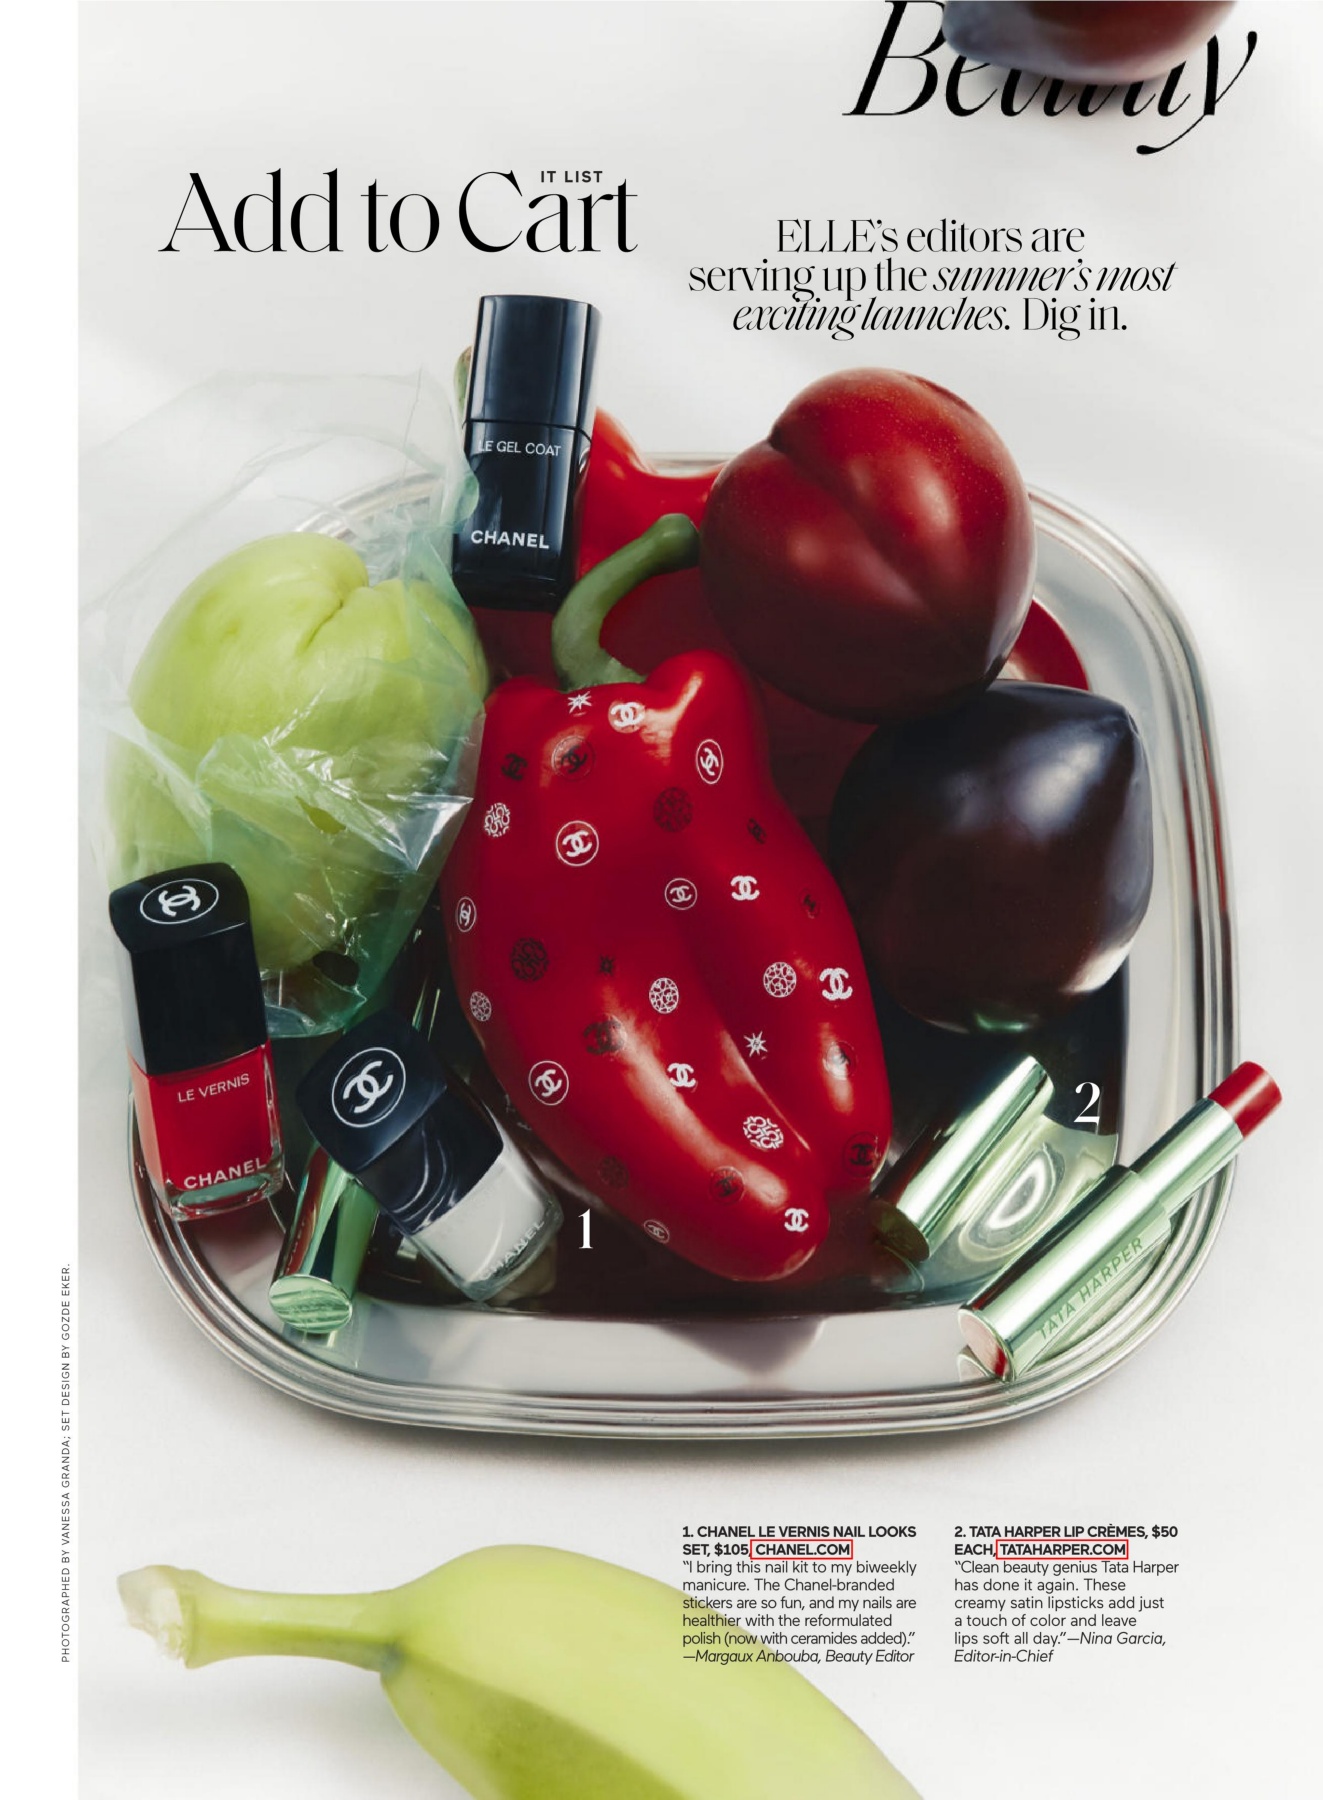 Beauty
IT LIST
Add to Cart
ELLE's editors are
serving up the summer's most
exciting launches. Dig in.
LE GEL COAT
CHANEL
LE VERNIS
CHANEL
CHANEL
1
2
TATA HARPER
PHOTOGRAPHED BY VANESSA GRANDA; SET DESIGN BY GOZDE EKER.
1. CHANEL LE VERNIS NAIL LOOKS
SET, $105, CHANEL.COM
“I bring this nail kit to my biweekly
manicure. The Chanel-branded
stickers are so fun, and my nails are
healthier with the reformulated
polish (now with ceramides added).”
—Margaux Anbouba, Beauty Editor
2. TATA HARPER LIP CRÈMES, $50
EACH, TATAHARPER.COM
“Clean beauty genius Tata Harper
has done it again. These
creamy satin lipsticks add just
a touch of color and leave
lips soft all day.”—Nina Garcia,
Editor-in-Chief